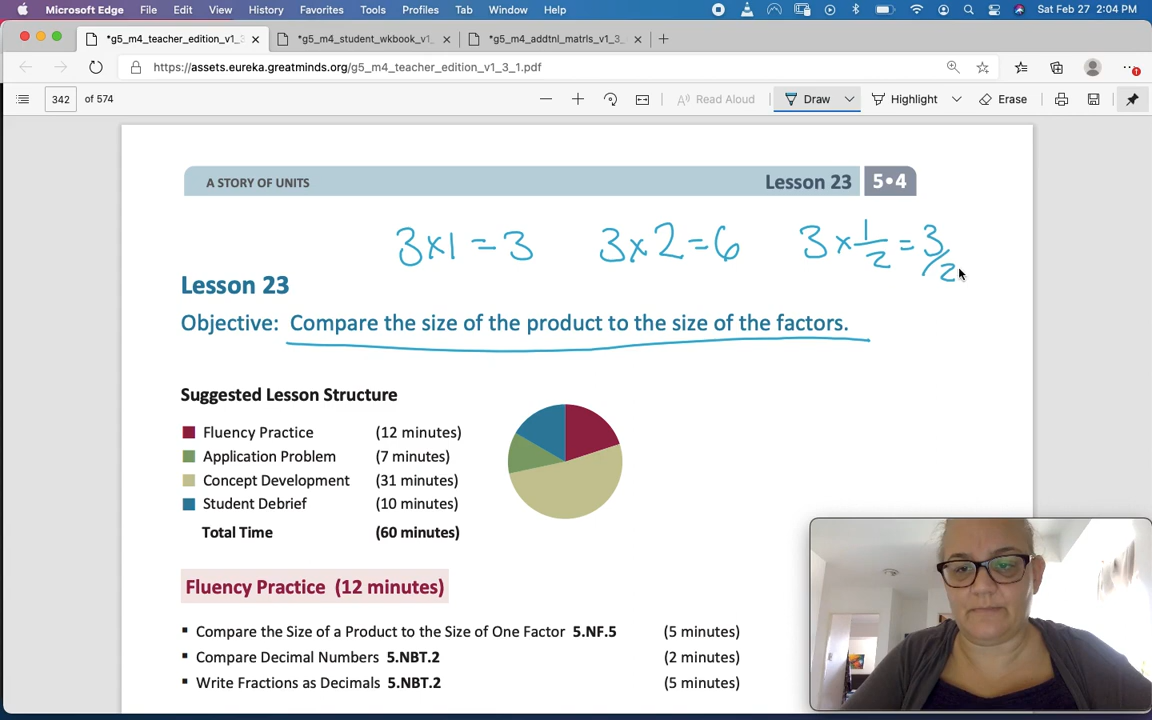 Microsoft Edge File Edit View History Favorites Tools Profiles Tab Window Help Sat Feb 27 2:04 PM
*g5_m4_teacher_edition_v1_3_ *g5_m4_student_wkbook_v1_ *g5_m4_addtnl_matrls_v1_3_
https://assets.eureka.greatminds.org/g5_m4_teacher_edition_v1_3_1.pdf
342 of 574 Read Aloud Draw Highlight Erase
A STORY OF UNITS Lesson 23 5•4
3×1=3 3×2=6 3×1/2=3/2
Lesson 23
Objective: Compare the size of the product to the size of the factors.
Suggested Lesson Structure
Fluency Practice (12 minutes)
Application Problem (7 minutes)
Concept Development (31 minutes)
Student Debrief (10 minutes)
Total Time (60 minutes)
Fluency Practice (12 minutes)
▪ Compare the Size of a Product to the Size of One Factor 5.NF.5 (5 minutes)
▪ Compare Decimal Numbers 5.NBT.2 (2 minutes)
▪ Write Fractions as Decimals 5.NBT.2 (5 minutes)